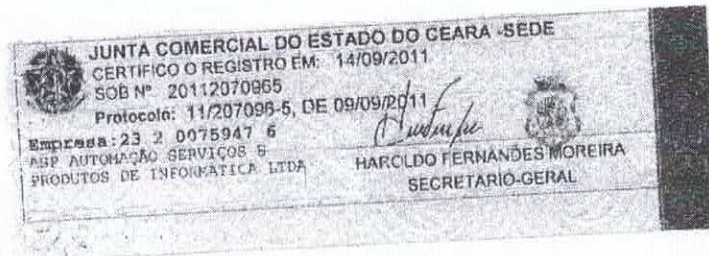 JUNTA COMERCIAL DO ESTADO DO CEARA -SEDE
CERTIFICO O REGISTRO EM: 14/09/2011
SOB Nº 20112070965
Protocolo: 11/207096-5, DE 09/09/2011
Empresa:23 2 0075947 6
ASP AUTOMAÇÃO SERVIÇOS &
PRODUTOS DE INFORMATICA LTDA
HAROLDO FERNANDES MOREIRA
SECRETARIO-GERAL